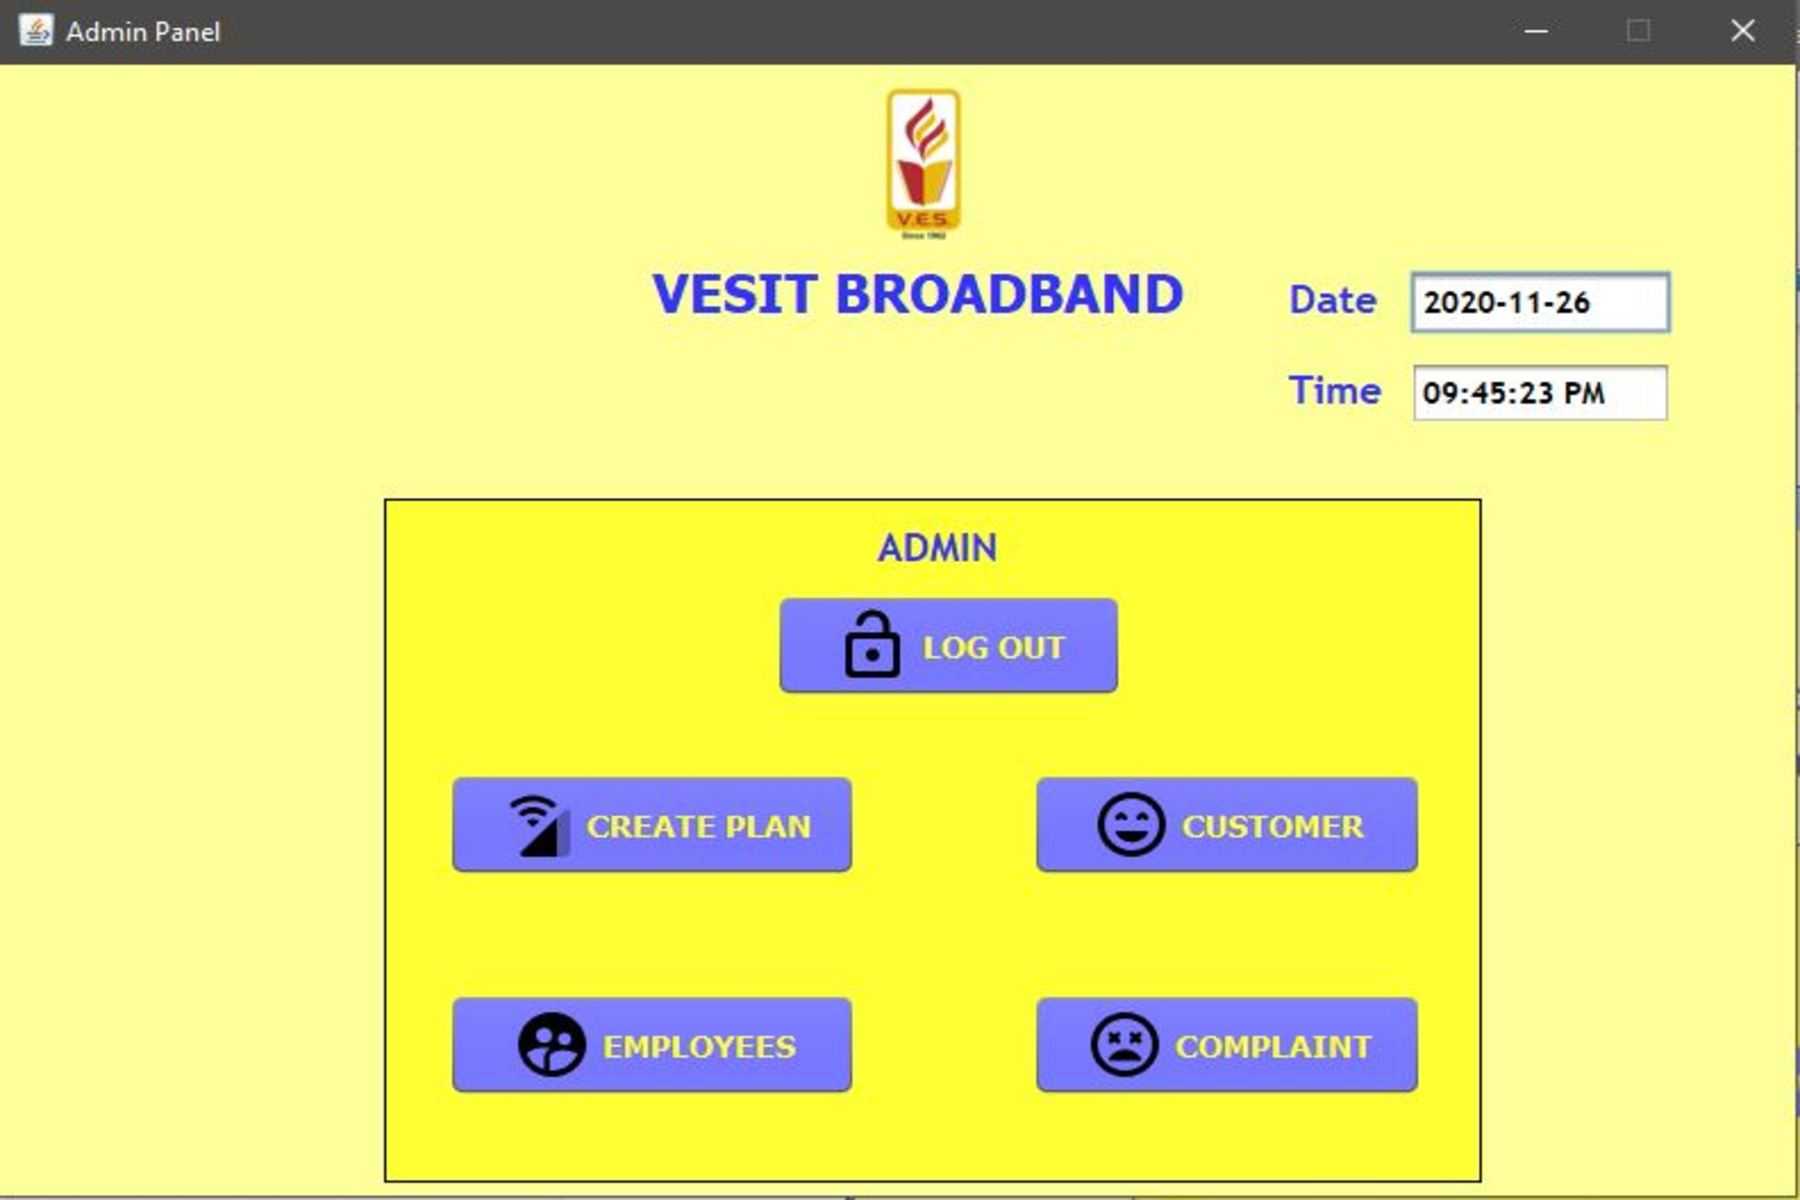 Admin Panel
V.E.S.
Since 1962
VESIT BROADBAND
Date 2020-11-26
Time 09:45:23 PM
ADMIN
LOG OUT
CREATE PLAN CUSTOMER
EMPLOYEES COMPLAINT